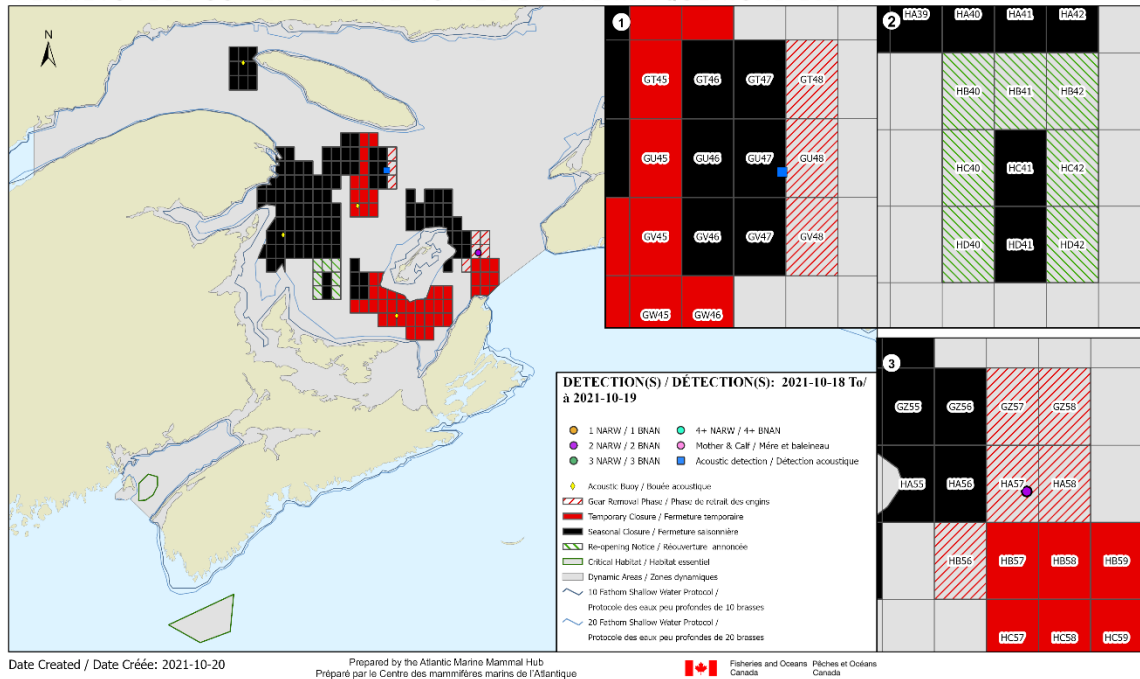 N
1
GT45 GT46 GT47 GT48
GU45 GU46 GU47 GU48
GV45 GV46 GV47 GV48
GW45 GW46
2
HA39 HA40 HA41 HA42
HB40 HB41 HB42
HC40 HC41 HC42
HD40 HD41 HD42
3
GZ55 GZ56 GZ57 GZ58
HA55 HA56 HA57 HA58
HB56 HB57 HB58 HB59
HC57 HC58 HC59
DETECTION(S) / DÉTECTION(S): 2021-10-18 To/
à 2021-10-19
1 NARW / 1 BNAN 4+ NARW / 4+ BNAN
2 NARW / 2 BNAN Mother & Calf / Mére et baleineau
3 NARW / 3 BNAN Acoustic detection / Détection acoustique
Acoustic Buoy / Bouée acoustique
Gear Removal Phase / Phase de retrait des engins
Temporary Closure / Fermeture temporaire
Seasonal Closure / Fermeture saisonnière
Re-opening Notice / Réouverture annoncée
Critical Habitat / Habitat essentiel
Dynamic Areas / Zones dynamiques
10 Fathom Shallow Water Protocol /
Protocole des eaux peu profondes de 10 brasses
20 Fathom Shallow Water Protocol /
Protocole des eaux peu profondes de 20 brasses
Date Created / Date Créée: 2021-10-20
Prepared by the Atlantic Marine Mammal Hub
Préparé par le Centre des mammifères marins de l'Atlantique
Fisheries and Oceans Pêches et Océans
Canada Canada